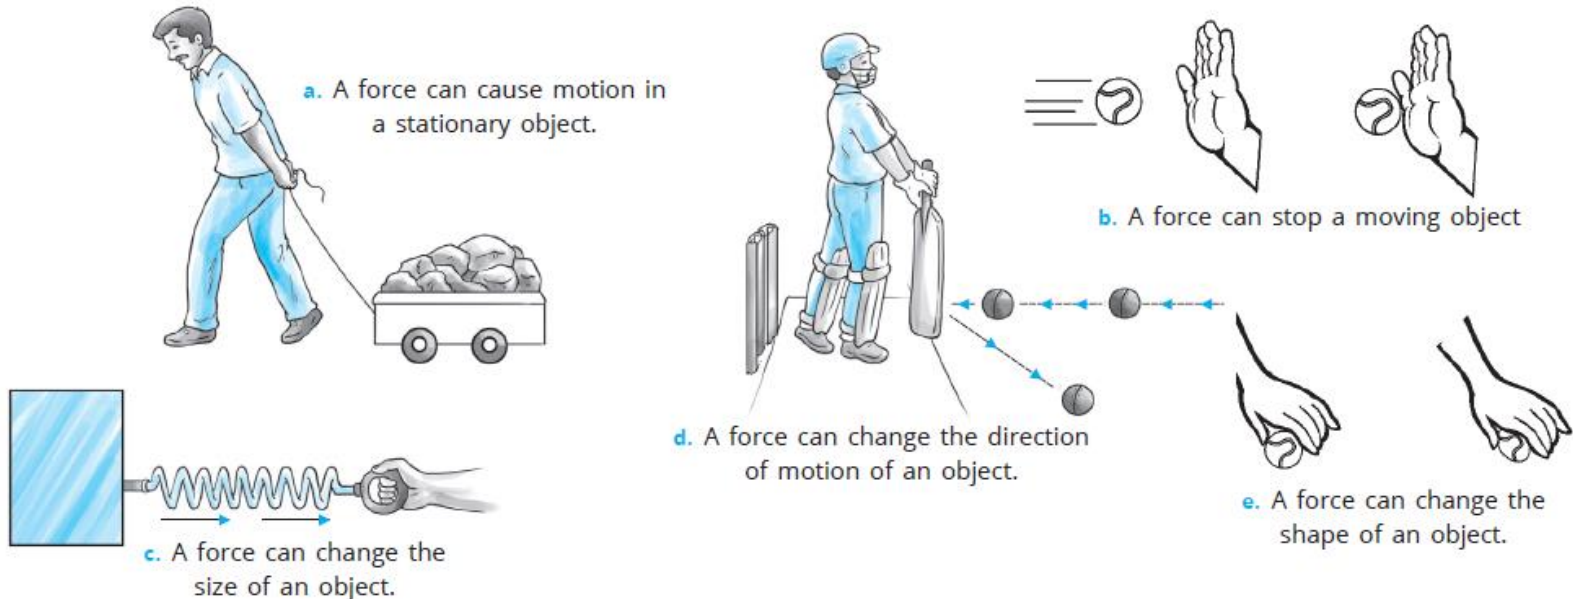 a. A force can cause motion in
a stationary object.
b. A force can stop a moving object
c. A force can change the
size of an object.
d. A force can change the direction
of motion of an object.
e. A force can change the
shape of an object.